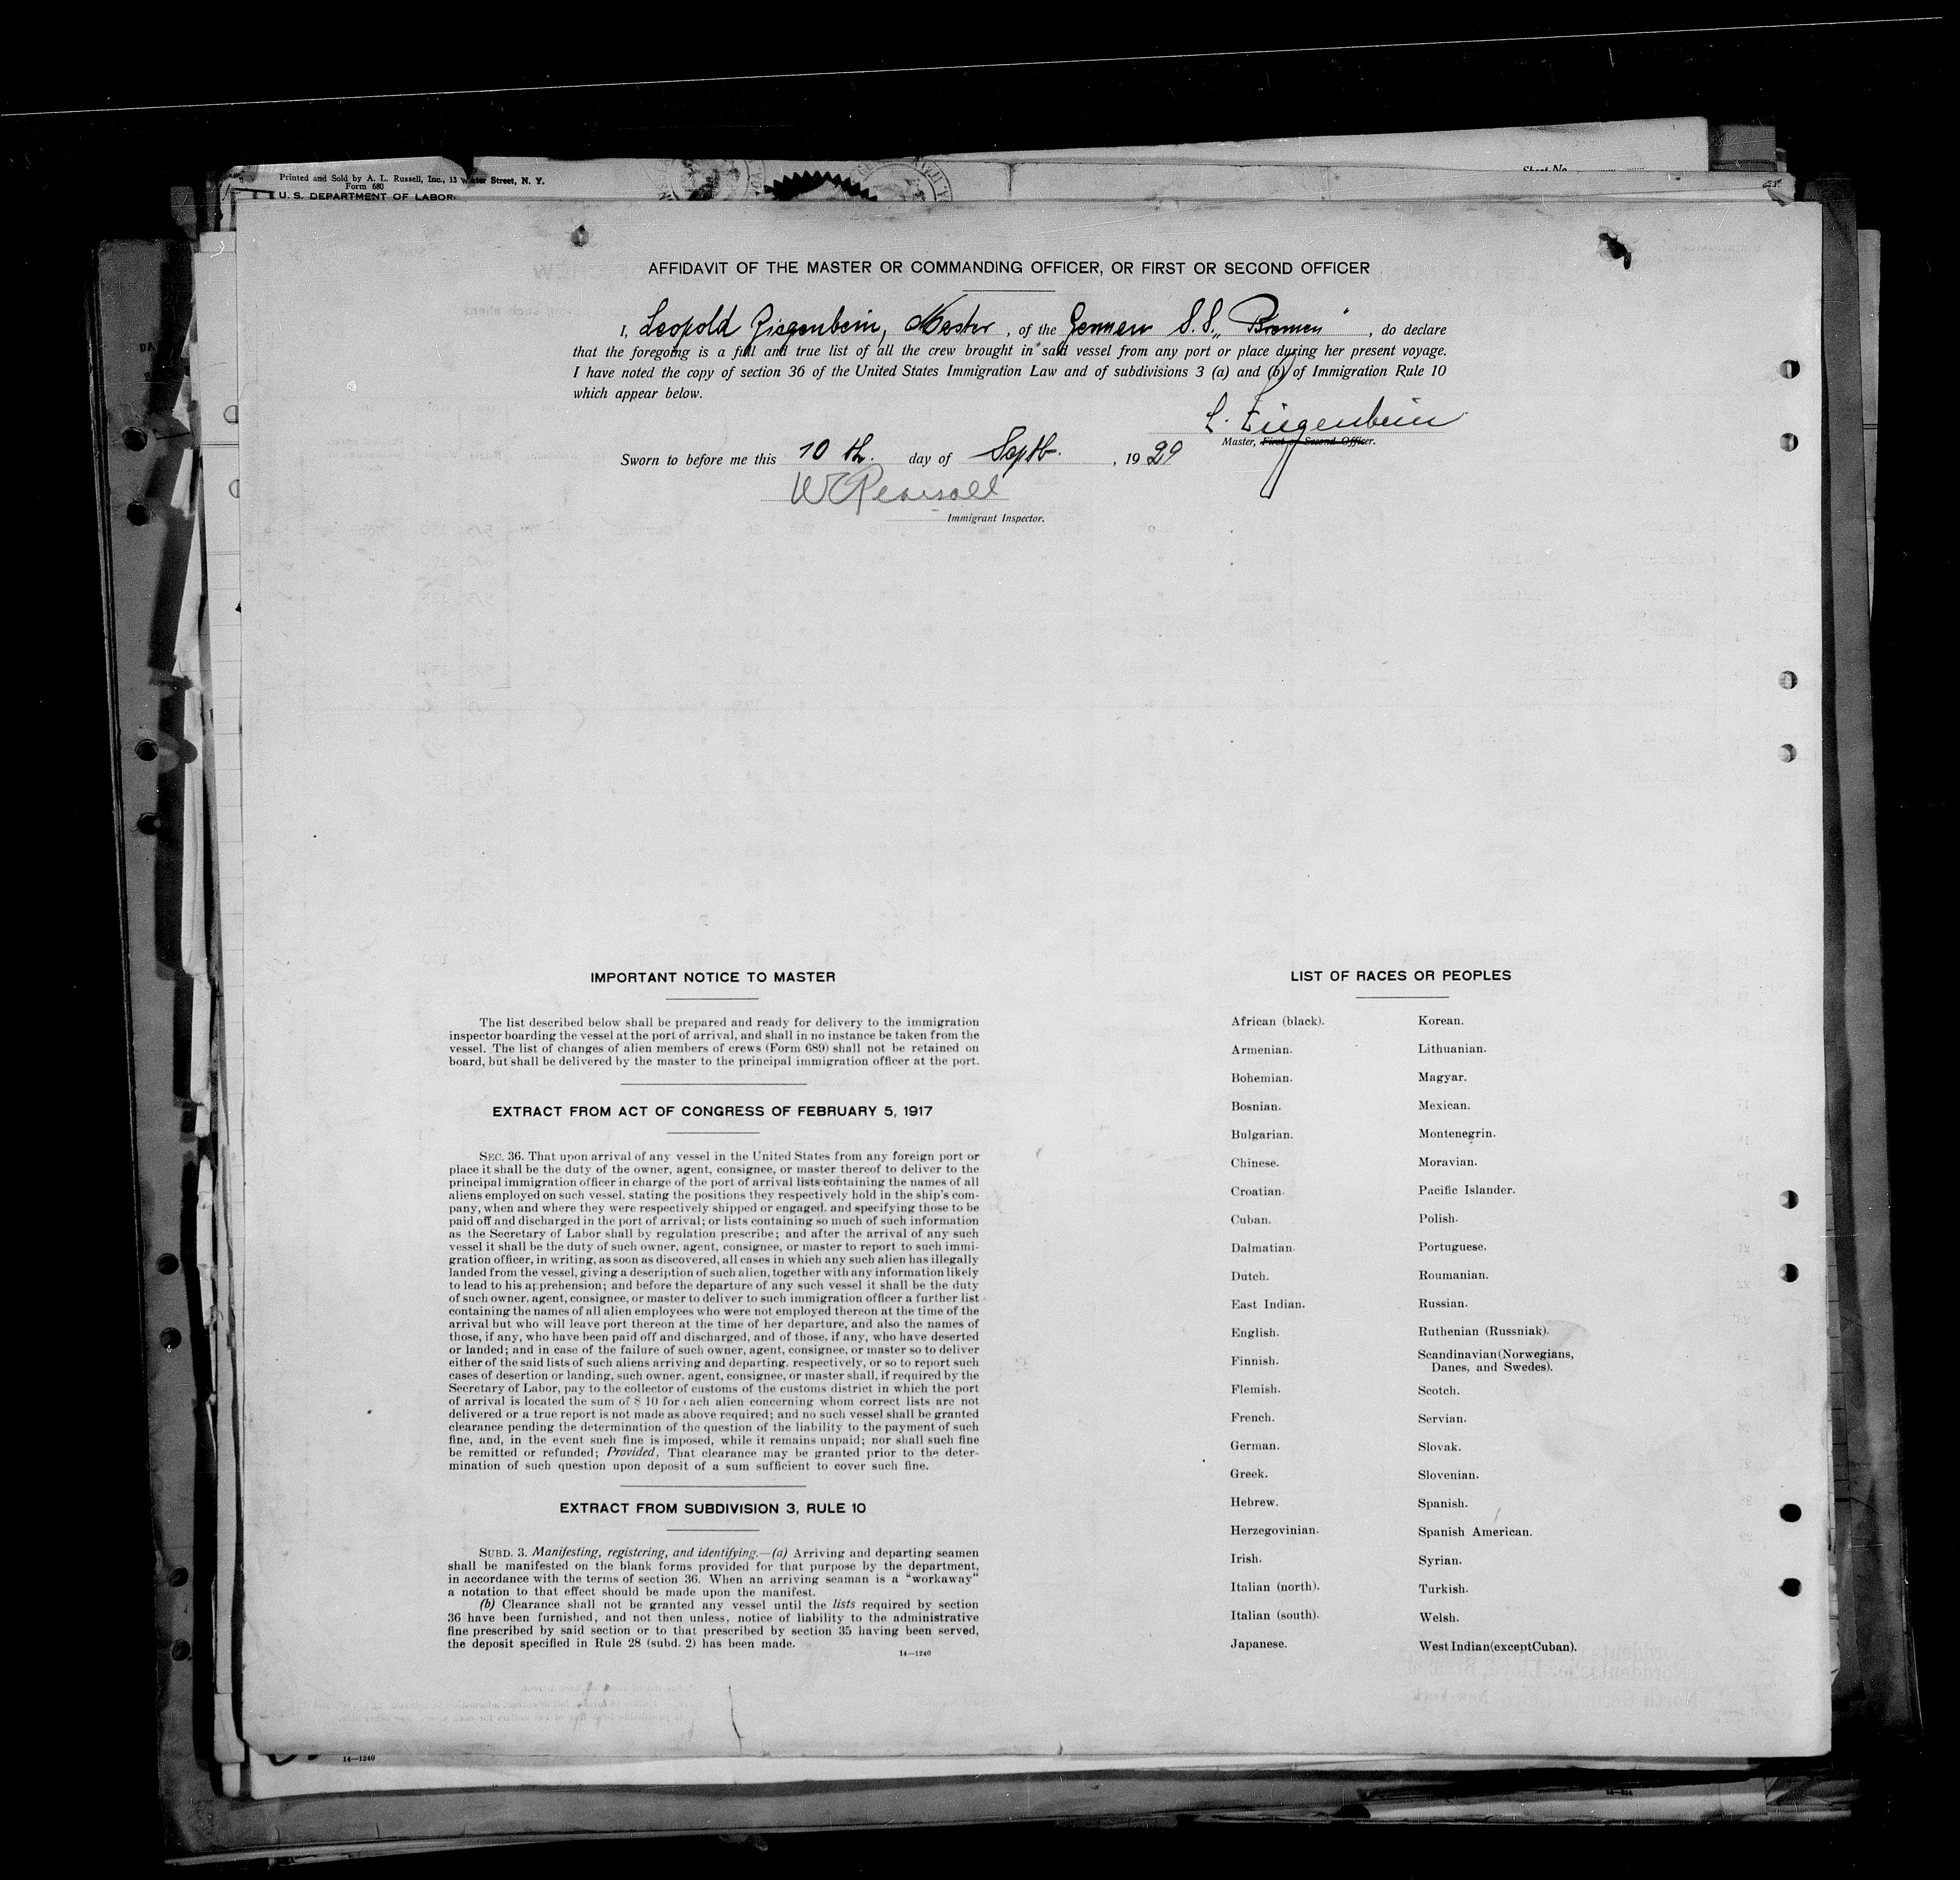 Sheet No.
Printed and Sold by A. L. Russell, Inc., 13 Water Street, N. Y.
Form 680
U. S. DEPARTMENT OF LABOR
AFFIDAVIT OF THE MASTER OR COMMANDING OFFICER, OR FIRST OR SECOND OFFICER
I, Leopold Ziegenbein, Master, of the German S.S. „Bremen", do declare
that the foregoing is a full and true list of all the crew brought in said vessel from any port or place during her present voyage.
I have noted the copy of section 36 of the United States Immigration Law and of subdivisions 3 (a) and (b) of Immigration Rule 10
which appear below.
L. Ziegenbein
Master, First or Second Officer.
Sworn to before me this 10 th. day of Septb. , 19 29
W Pearsall
Immigrant Inspector.
IMPORTANT NOTICE TO MASTER
The list described below shall be prepared and ready for delivery to the immigration
inspector boarding the vessel at the port of arrival, and shall in no instance be taken from the
vessel. The list of changes of alien members of crews (Form 689) shall not be retained on
board, but shall be delivered by the master to the principal immigration officer at the port.
EXTRACT FROM ACT OF CONGRESS OF FEBRUARY 5, 1917
SEC. 36. That upon arrival of any vessel in the United States from any foreign port or
place it shall be the duty of the owner, agent, consignee, or master thereof to deliver to the
principal immigration officer in charge of the port of arrival lists containing the names of all
aliens employed on such vessel, stating the positions they respectively hold in the ship's com-
pany, when and where they were respectively shipped or engaged, and specifying those to be
paid off and discharged in the port of arrival; or lists containing so much of such information
as the Secretary of Labor shall by regulation prescribe; and after the arrival of any such
vessel it shall be the duty of such owner, agent, consignee, or master to report to such immi-
gration officer, in writing, as soon as discovered, all cases in which any such alien has illegally
landed from the vessel, giving a description of such alien, together with any information likely
to lead to his apprehension; and before the departure of any such vessel it shall be the duty
of such owner, agent, consignee, or master to deliver to such immigration officer a further list
containing the names of all alien employees who were not employed thereon at the time of the
arrival but who will leave port thereon at the time of her departure, and also the names of
those, if any, who have been paid off and discharged, and of those, if any, who have deserted
or landed; and in case of the failure of such owner, agent, consignee, or master so to deliver
either of the said lists of such aliens arriving and departing, respectively, or so to report such
cases of desertion or landing, such owner, agent, consignee, or master shall, if required by the
Secretary of Labor, pay to the collector of customs of the customs district in which the port
of arrival is located the sum of $ 10 for each alien concerning whom correct lists are not
delivered or a true report is not made as above required; and no such vessel shall be granted
clearance pending the determination of the question of the liability to the payment of such
fine, and, in the event such fine is imposed, while it remains unpaid; nor shall such fine
be remitted or refunded; Provided, That clearance may be granted prior to the deter-
mination of such question upon deposit of a sum sufficient to cover such fine.
EXTRACT FROM SUBDIVISION 3, RULE 10
SUBD. 3. Manifesting, registering, and identifying.—(a) Arriving and departing seamen
shall be manifested on the blank forms provided for that purpose by the department,
in accordance with the terms of section 36. When an arriving seaman is a "workaway"
a notation to that effect should be made upon the manifest.
(b) Clearance shall not be granted any vessel until the lists required by section
36 have been furnished, and not then unless, notice of liability to the administrative
fine prescribed by said section or to that prescribed by section 35 having been served,
the deposit specified in Rule 28 (subd. 2) has been made.
14—1240
LIST OF RACES OR PEOPLES
African (black).
Armenian.
Bohemian.
Bosnian.
Bulgarian.
Chinese.
Croatian.
Cuban.
Dalmatian.
Dutch.
East Indian.
English.
Finnish.
Flemish.
French.
German.
Greek.
Hebrew.
Herzegovinian.
Irish.
Italian (north).
Italian (south).
Japanese.
Korean.
Lithuanian.
Magyar.
Mexican.
Montenegrin.
Moravian.
Pacific Islander.
Polish.
Portuguese.
Roumanian.
Russian.
Ruthenian (Russniak).
Scandinavian (Norwegians,
Danes, and Swedes).
Scotch.
Servian.
Slovak.
Slovenian.
Spanish.
Spanish American.
Syrian.
Turkish.
Welsh.
West Indian (except Cuban).
14—1240